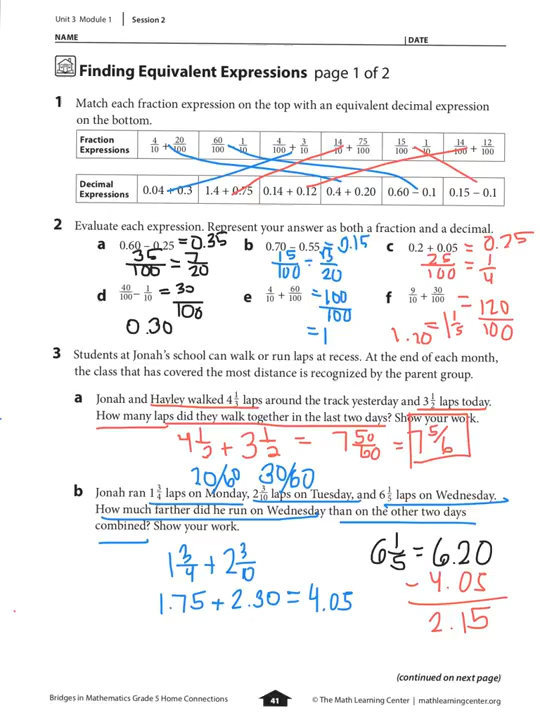 Unit 3 Module 1 | Session 2
NAME | DATE
Finding Equivalent Expressions page 1 of 2
1 Match each fraction expression on the top with an equivalent decimal expression
on the bottom.
Fraction Expressions 4/10 + 20/100 60/100 1/10 4/100 + 3/10 14/10 + 75/100 15/100 1/10 14/100 + 12/100
Decimal Expressions 0.04 + 0.3 1.4 + 0.75 0.14 + 0.12 0.4 + 0.20 0.60 – 0.1 0.15 – 0.1
2 Evaluate each expression. Represent your answer as both a fraction and a decimal.
a 0.60 – 0.25 = 0.35 b 0.70 – 0.55 = 0.15 c 0.2 + 0.05 = 0.25
35/100 = 7/20 15/100 = 3/20 25/100 = 1/4
d 40/100 – 1/10 = 30/100 e 4/10 + 60/100 = 100/100 f 9/10 + 30/100 = 120/100
0.30 = 1 1.20 = 1 1/5
3 Students at Jonah's school can walk or run laps at recess. At the end of each month,
the class that has covered the most distance is recognized by the parent group.
a Jonah and Hayley walked 4 1/3 laps around the track yesterday and 3 1/2 laps today.
How many laps did they walk together in the last two days? Show your work.
4 1/3 + 3 1/2 = 7 50/60 = 7 5/6
20/60 30/60
b Jonah ran 1 3/4 laps on Monday, 2 3/10 laps on Tuesday, and 6 1/5 laps on Wednesday.
How much farther did he run on Wednesday than on the other two days
combined? Show your work.
1 3/4 + 2 3/10 6 1/5 = 6.20
1.75 + 2.30 = 4.05 – 4.05
2.15
(continued on next page)
Bridges in Mathematics Grade 5 Home Connections 41 © The Math Learning Center | mathlearningcenter.org